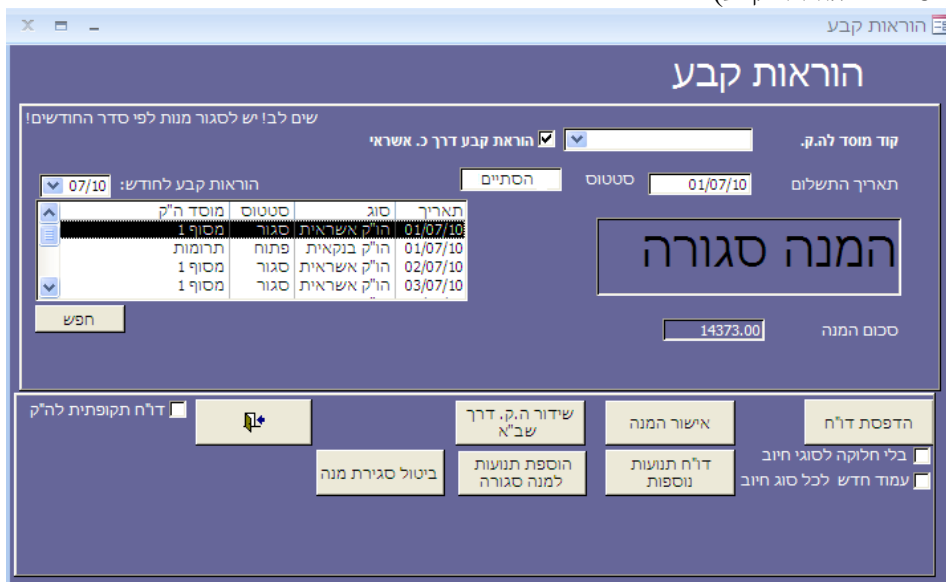 הוראות קבע
הוראות קבע
שים לב! יש לסגור מנות לפי סדר החודשים!
קוד מוסד לה.ק.
הוראת קבע דרך כ. אשראי
תאריך התשלום 01/07/10 סטטוס הסתיים
הוראות קבע לחודש: 07/10
תאריך סוג סטטוס מוסד ה"ק
01/07/10 הו"ק אשראית סגור מסוף 1
01/07/10 הו"ק בנקאית פתוח תרומות
02/07/10 הו"ק אשראית סגור מסוף 1
03/07/10 הו"ק אשראית סגור מסוף 1
המנה סגורה
חפש
סכום המנה 14373.00
הדפסת דו"ח
אישור המנה
שידור ה.ק. דרך
שב"א
דו"ח תקופתית לה"ק
בלי חלוקה לסוגי חיוב
עמוד חדש לכל סוג חיוב
דו"ח תנועות
נוספות
הוספת תנועות
למנה סגורה
ביטול סגירת מנה